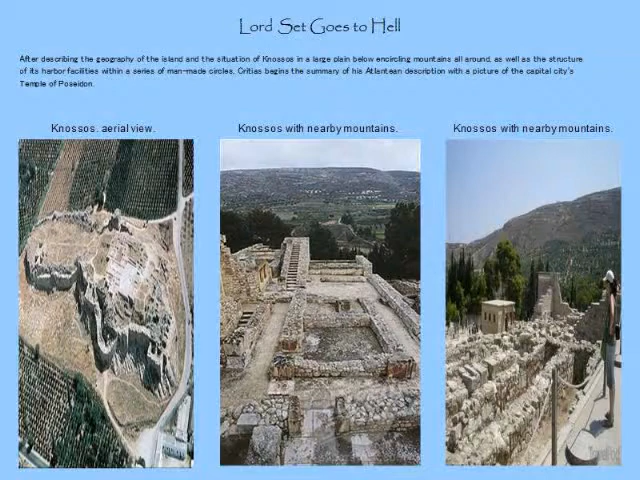 Lord Set Goes to Hell
After describing the geography of the island and the situation of Knossos in a large plain below encircling mountains all around, as well as the structure
of its harbor facilities within a series of man-made circles, Critias begins the summary of his Atlantean description with a picture of the capital city's
Temple of Poseidon.
Knossos, aerial view.
Knossos with nearby mountains.
Knossos with nearby mountains.